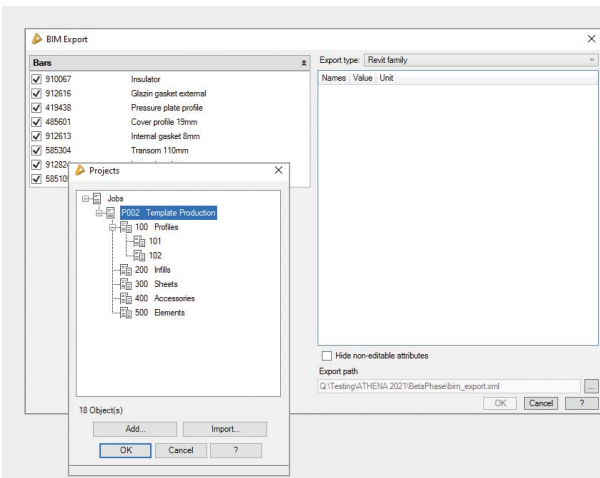 BIM Export
Bars
910067 Insulator
912616 Glazin gasket external
419438 Pressure plate profile
485601 Cover profile 19mm
912613 Internal gasket 8mm
585304 Transom 110mm
Export type: Revit family
Names Value Unit
Hide non-editable attributes
Export path
Q:\Testing\ATHENA 2021\BetaPhase\bim_export.xml
...
OK Cancel ?
Projects
Jobs
P002 Template Production
100 Profiles
101
102
200 Infills
300 Sheets
400 Accessories
500 Elements
18 Object(s)
Add... Import...
OK Cancel ?